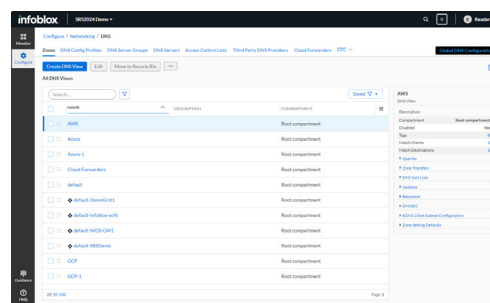 infoblox SRS2024 Demo Reader
Monitor
Configure
Configure / Networking / DNS
Zones DNS Config Profiles DNS Server Groups DNS Servers Access Control Lists Third Party DNS Providers Cloud Forwarders DTC
Global DNS Configuration
Create DNS View Edit Move to Recycle Bin ...
All DNS Views
Search... Saved
NAME DESCRIPTION COMPARTMENT
AWS Root compartment
Azure Root compartment
Azure-1 Root compartment
Cloud-Forwarders Root compartment
default Root compartment
default-DemoGrid1 Root compartment
default-Infoblox-ecf6 Root compartment
default-NIOS-GM1 Root compartment
default-SRSDemo Root compartment
GCP Root compartment
GCP-1 Root compartment
25 50 100 Page 1
AWS
DNS View
Description
Compartment Root compartment
Disabled No
Tags
Match Clients
Match Destinations
Queries
Zone Transfers
DNS Sort Lists
Updates
Recursion
DNSSEC
EDNS Client Subnet Configuration
Zone Setting Defaults
Guidance
Help